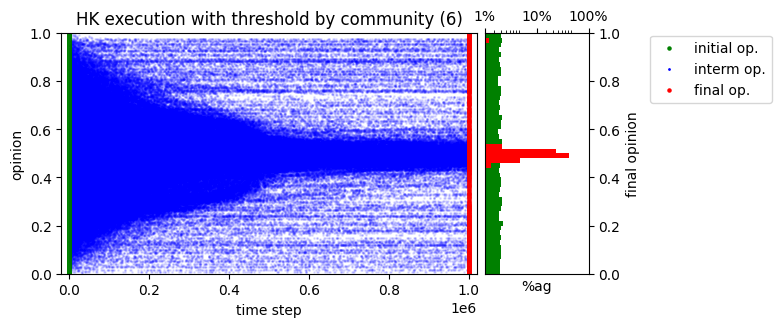 HK execution with threshold by community (6)
1% 10% 100%
initial op.
interm op.
final op.
opinion
1.0
0.8
0.6
0.4
0.2
0.0
0.0 0.2 0.4 0.6 0.8 1.0
1e6
time step
1.0
0.8
0.6
0.4
0.2
0.0
final opinion
%ag